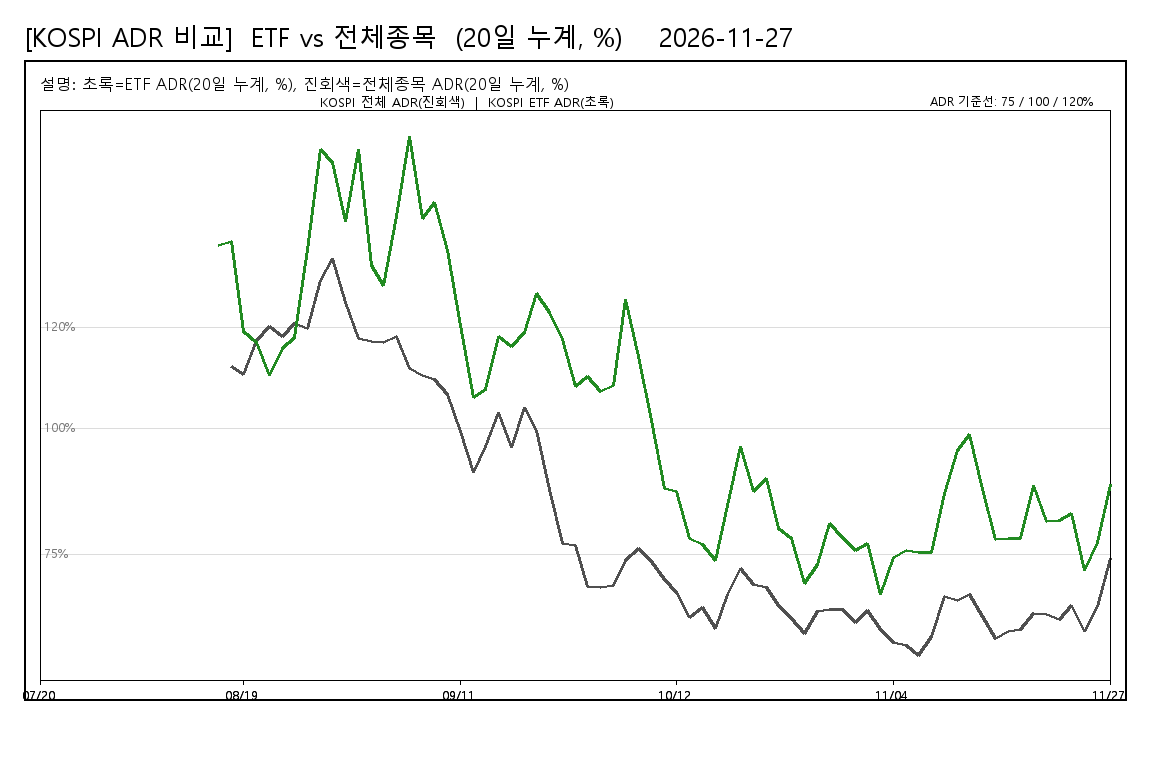 [KOSPI ADR 비교]  ETF vs 전체종목  (20일 누계, %)    2026-11-27
설명: 초록=ETF ADR(20일 누계, %), 진회색=전체종목 ADR(20일 누계, %)
KOSPI 전체 ADR(진회색)  |  KOSPI ETF ADR(초록)
ADR 기준선: 75 / 100 / 120%
120%
100%
75%
07/20 08/19 09/11 10/12 11/04 11/27